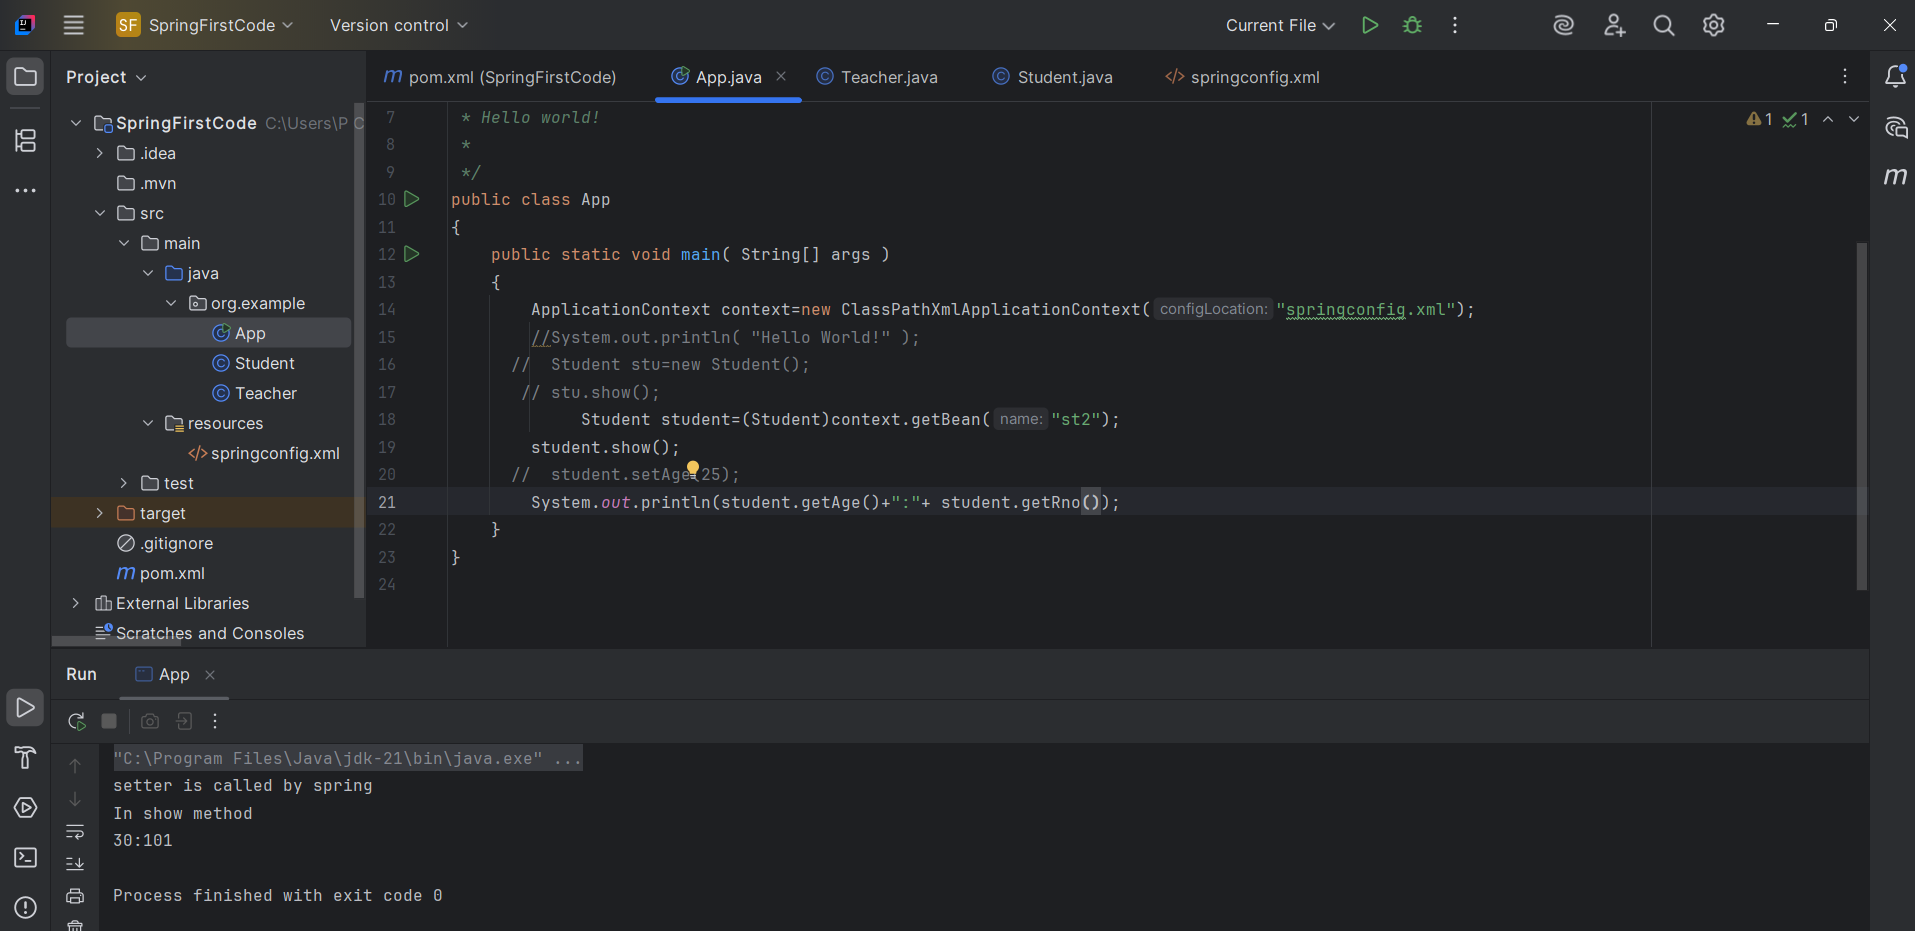 SF SpringFirstCode Version control Current File
Project
m pom.xml (SpringFirstCode) App.java Teacher.java Student.java springconfig.xml
SpringFirstCode C:\Users\P C
.idea
.mvn
src
main
java
org.example
App
Student
Teacher
resources
springconfig.xml
test
target
.gitignore
m pom.xml
External Libraries
Scratches and Consoles
1 1
m
7 * Hello world!
8 *
9 */
10 public class App
11 {
12 public static void main( String[] args )
13 {
14 ApplicationContext context=new ClassPathXmlApplicationContext( configLocation: "springconfig.xml");
15 //System.out.println( "Hello World!" );
16 // Student stu=new Student();
17 // stu.show();
18 Student student=(Student)context.getBean( name: "st2");
19 student.show();
20 // student.setAge(25);
21 System.out.println(student.getAge()+":"+ student.getRno());
22 }
23 }
24
Run App
"C:\Program Files\Java\jdk-21\bin\java.exe" ...
setter is called by spring
In show method
30:101
Process finished with exit code 0